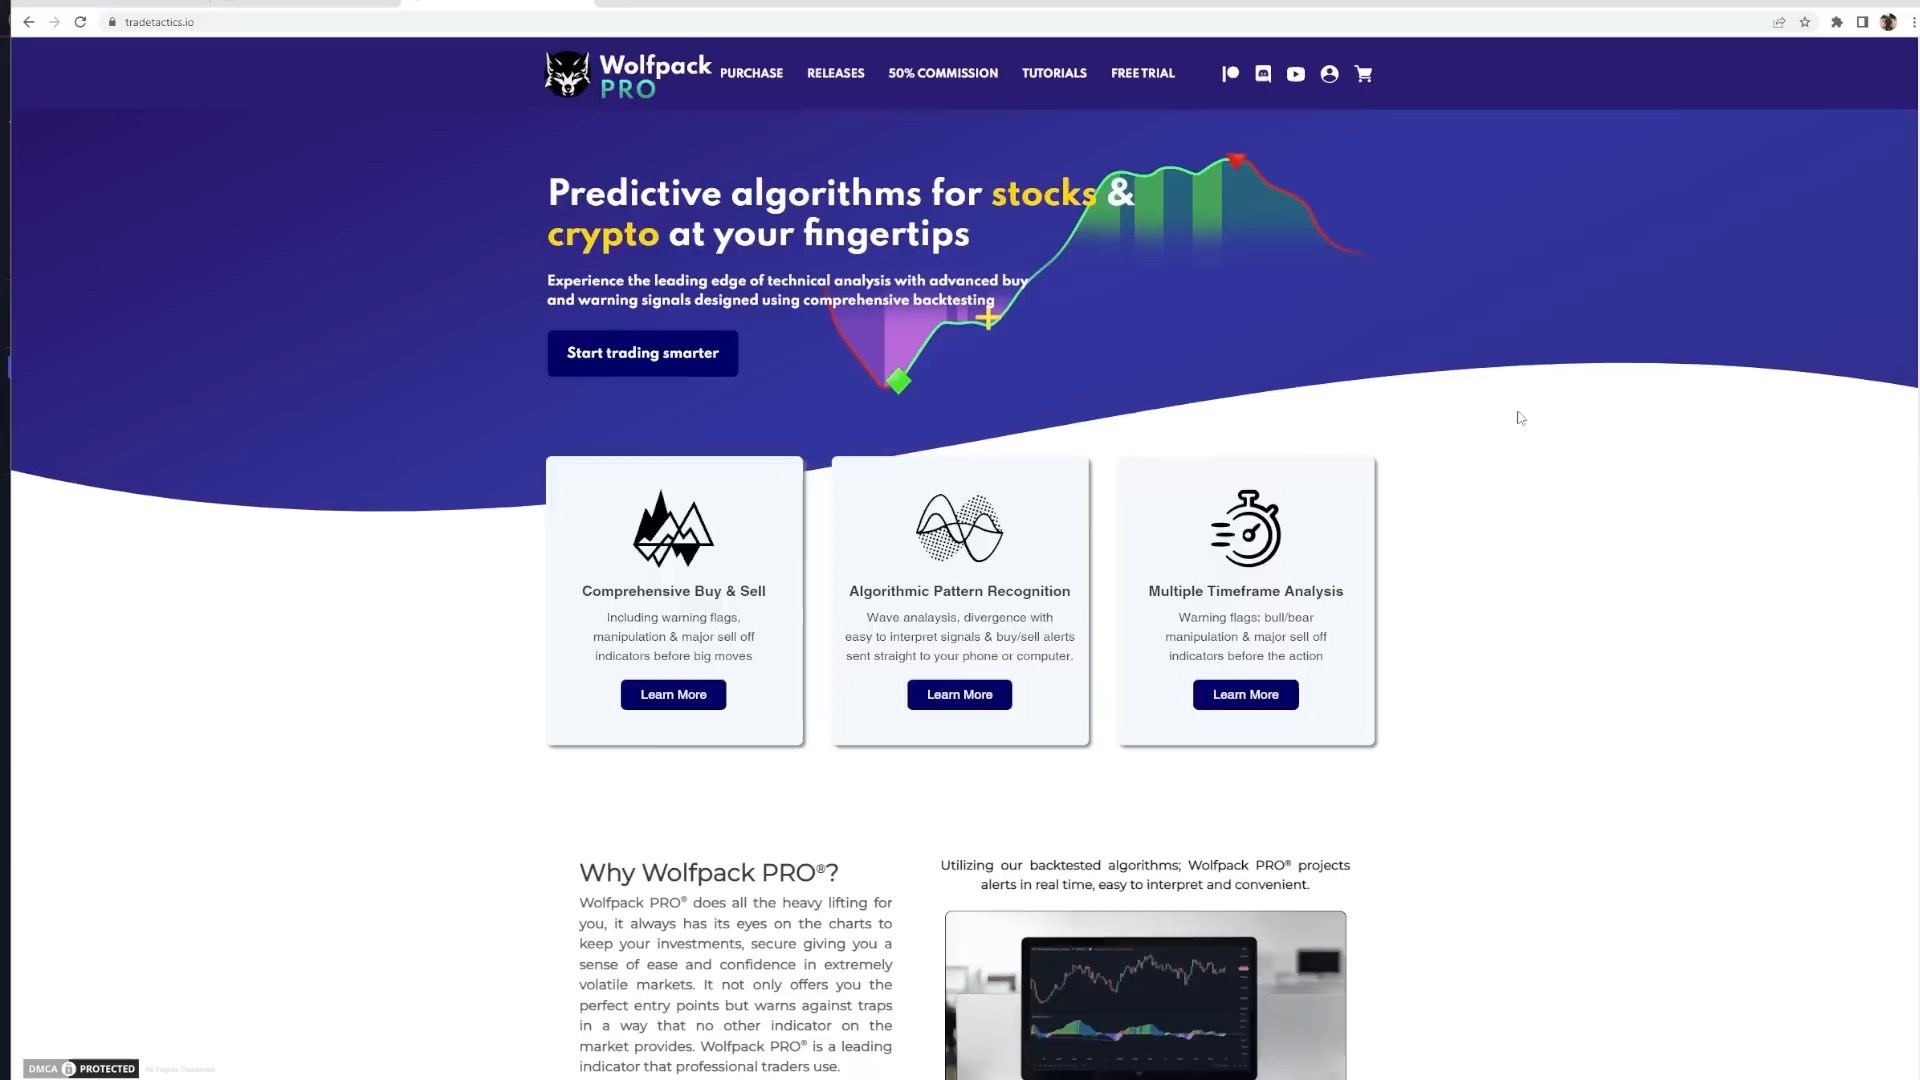 tradetactics.io
Wolfpack
PRO
PURCHASE RELEASES 50% COMMISSION TUTORIALS FREE TRIAL
Predictive algorithms for stocks &
crypto at your fingertips
Experience the leading edge of technical analysis with advanced buy
and warning signals designed using comprehensive backtesting
Start trading smarter
Comprehensive Buy & Sell
Including warning flags,
manipulation & major sell off
indicators before big moves
Learn More
Algorithmic Pattern Recognition
Wave analaysis, divergence with
easy to interpret signals & buy/sell alerts
sent straight to your phone or computer.
Learn More
Multiple Timeframe Analysis
Warning flags: bull/bear
manipulation & major sell off
indicators before the action
Learn More
Why Wolfpack PRO®?
Wolfpack PRO® does all the heavy lifting for
you, it always has its eyes on the charts to
keep your investments, secure giving you a
sense of ease and confidence in extremely
volatile markets. It not only offers you the
perfect entry points but warns against traps
in a way that no other indicator on the
market provides. Wolfpack PRO® is a leading
indicator that professional traders use.
Utilizing our backtested algorithms; Wolfpack PRO® projects
alerts in real time, easy to interpret and convenient.
DMCA PROTECTED
All Rights Reserved